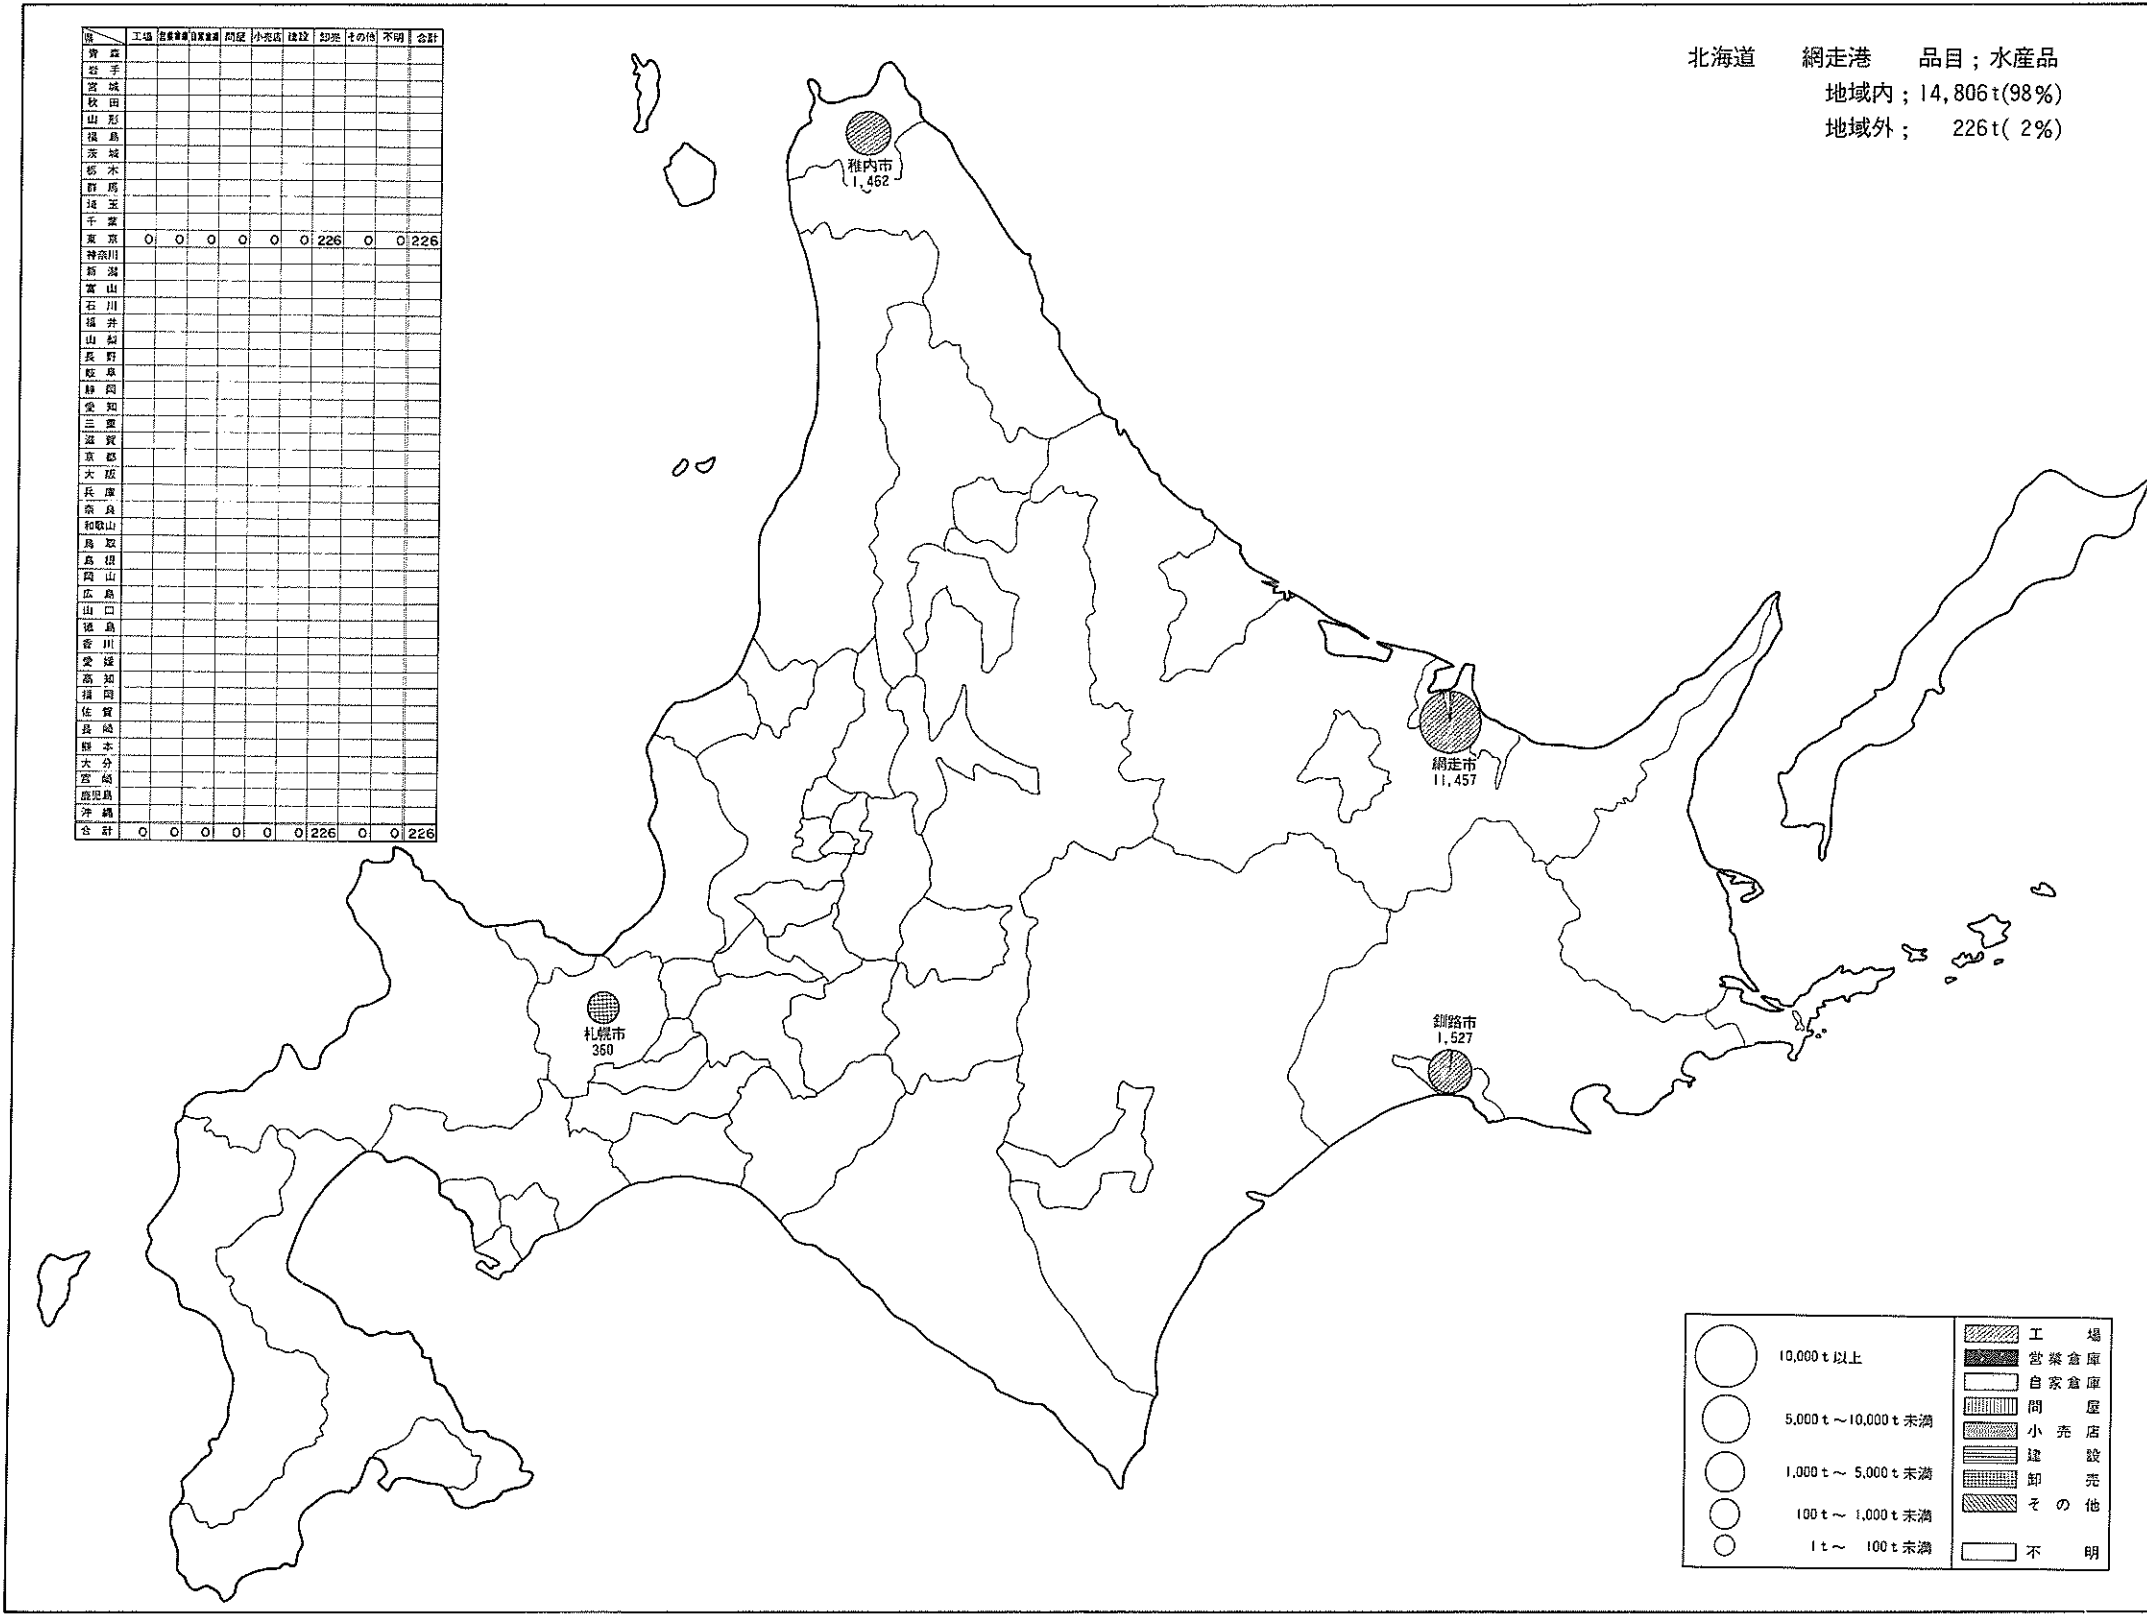 北海道 網走港 品目；水産品
地域内；14,806t(98%)
地域外； 226t( 2%)
県 工場 営業倉庫 自家倉庫 問屋 小売店 建設 卸売 その他 不明 合計
青森
岩手
宮城
秋田
山形
福島
茨城
栃木
群馬
埼玉
千葉
東京 0 0 0 0 0 0 226 0 0 226
神奈川
新潟
富山
石川
福井
山梨
長野
岐阜
静岡
愛知
三重
滋賀
京都
大阪
兵庫
奈良
和歌山
鳥取
島根
岡山
広島
山口
徳島
香川
愛媛
高知
福岡
佐賀
長崎
熊本
大分
宮崎
鹿児島
沖縄
合計 0 0 0 0 0 0 226 0 0 226
稚内市
1,462
網走市
11,457
札幌市
360
釧路市
1,527
10,000t以上
5,000t～10,000t未満
1,000t～ 5,000t未満
100t～ 1,000t未満
1t～ 100t未満
工場
営業倉庫
自家倉庫
問屋
小売店
建設
卸売
その他
不明